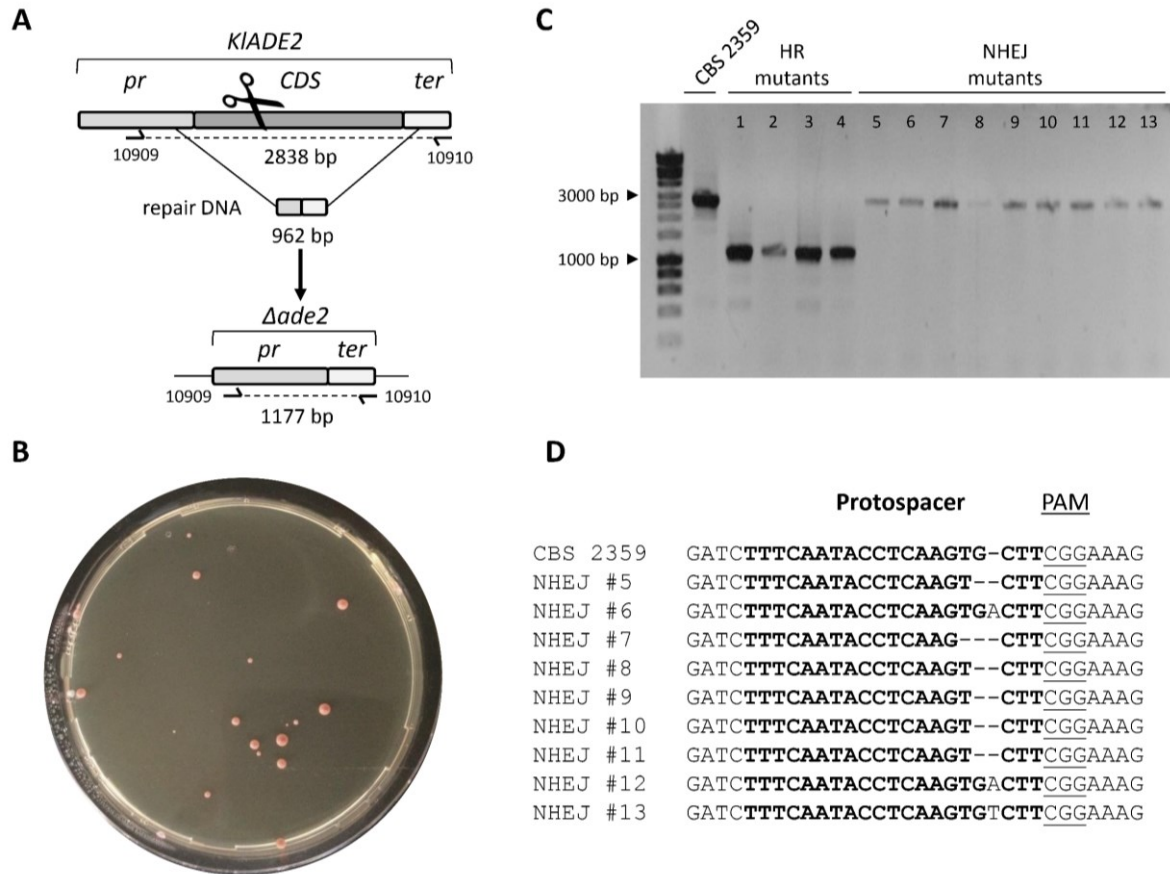 A
KlADE2
pr CDS ter
10909 2838 bp 10910
repair DNA
962 bp
Δade2
pr ter
10909 10910
1177 bp
B
C
CBS 2359
HR mutants
NHEJ mutants
1 2 3 4 5 6 7 8 9 10 11 12 13
3000 bp
1000 bp
D
Protospacer PAM
CBS 2359 GATCTTTCAATACCTCAAGTG-CTTCGGAAAG
NHEJ #5 GATCTTTCAATACCTCAAGT--CTTCGGAAAG
NHEJ #6 GATCTTTCAATACCTCAAGTGACTTCGGAAAG
NHEJ #7 GATCTTTCAATACCTCAAG---CTTCGGAAAG
NHEJ #8 GATCTTTCAATACCTCAAGT--CTTCGGAAAG
NHEJ #9 GATCTTTCAATACCTCAAGT--CTTCGGAAAG
NHEJ #10 GATCTTTCAATACCTCAAGT--CTTCGGAAAG
NHEJ #11 GATCTTTCAATACCTCAAGT--CTTCGGAAAG
NHEJ #12 GATCTTTCAATACCTCAAGTGACTTCGGAAAG
NHEJ #13 GATCTTTCAATACCTCAAGTGTCTTCGGAAAG